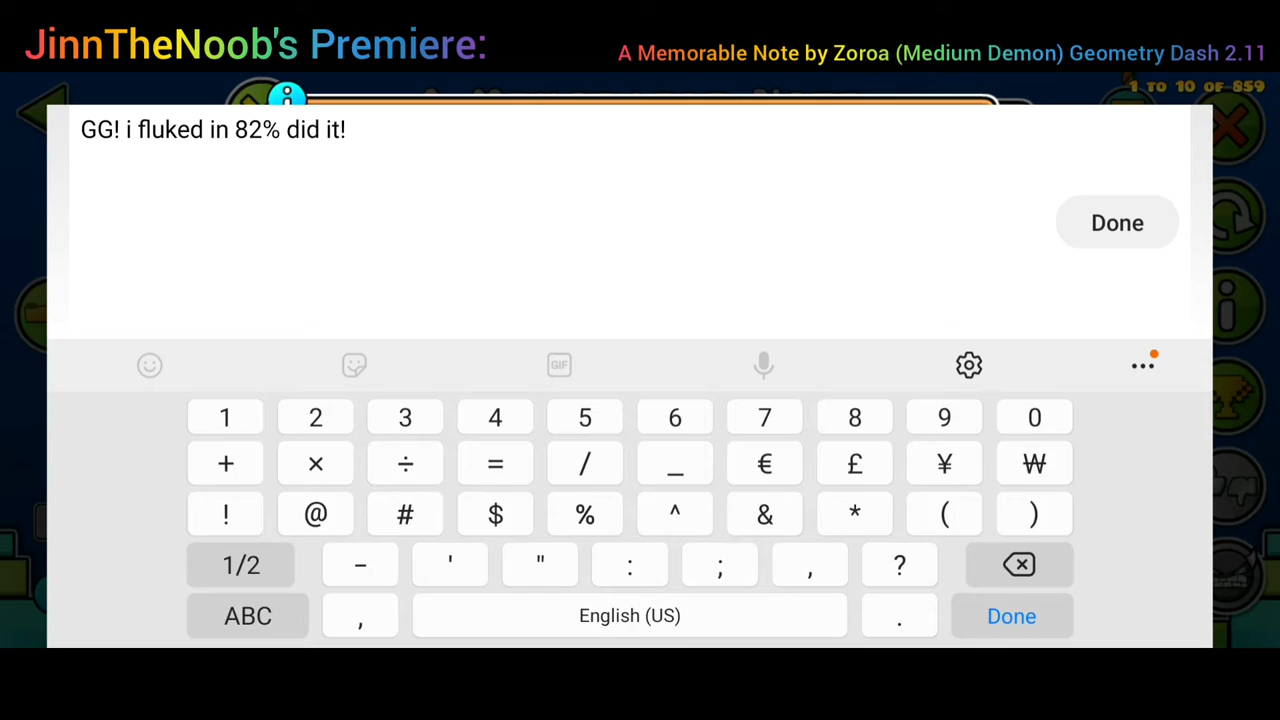 JinnTheNoob's Premiere:
A Memorable Note by Zoroa (Medium Demon) Geometry Dash 2.11
1 TO 10 OF 859
GG! i fluked in 82% did it!
Done
GIF
1 2 3 4 5 6 7 8 9 0
+ × ÷ = / _ € £ ¥ ₩
! @ # $ % ^ & * ( )
1/2 - ' " : ; , ?
ABC , English (US) . Done